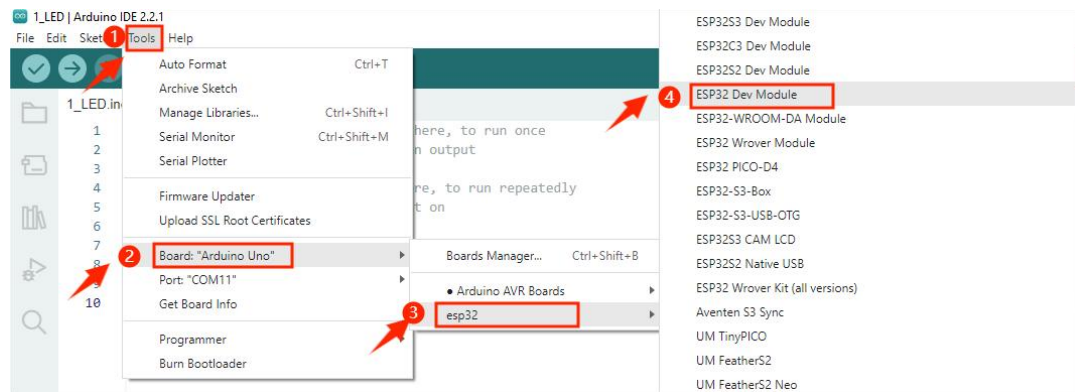 1_LED | Arduino IDE 2.2.1
File Edit Sket Tools Help
1
Auto Format Ctrl+T
Archive Sketch
Manage Libraries... Ctrl+Shift+I
Serial Monitor Ctrl+Shift+M
Serial Plotter
Firmware Updater
Upload SSL Root Certificates
2
Board: "Arduino Uno"
Port: "COM11"
Get Board Info
Programmer
Burn Bootloader
1_LED.in
1 here, to run once
2 n output
3
4 re, to run repeatedly
5 t on
6
7
8
9
10
Boards Manager... Ctrl+Shift+B
● Arduino AVR Boards
3
esp32
ESP32S3 Dev Module
ESP32C3 Dev Module
ESP32S2 Dev Module
4
ESP32 Dev Module
ESP32-WROOM-DA Module
ESP32 Wrover Module
ESP32 PICO-D4
ESP32-S3-Box
ESP32-S3-USB-OTG
ESP32S3 CAM LCD
ESP32S2 Native USB
ESP32 Wrover Kit (all versions)
Aventen S3 Sync
UM TinyPICO
UM FeatherS2
UM FeatherS2 Neo